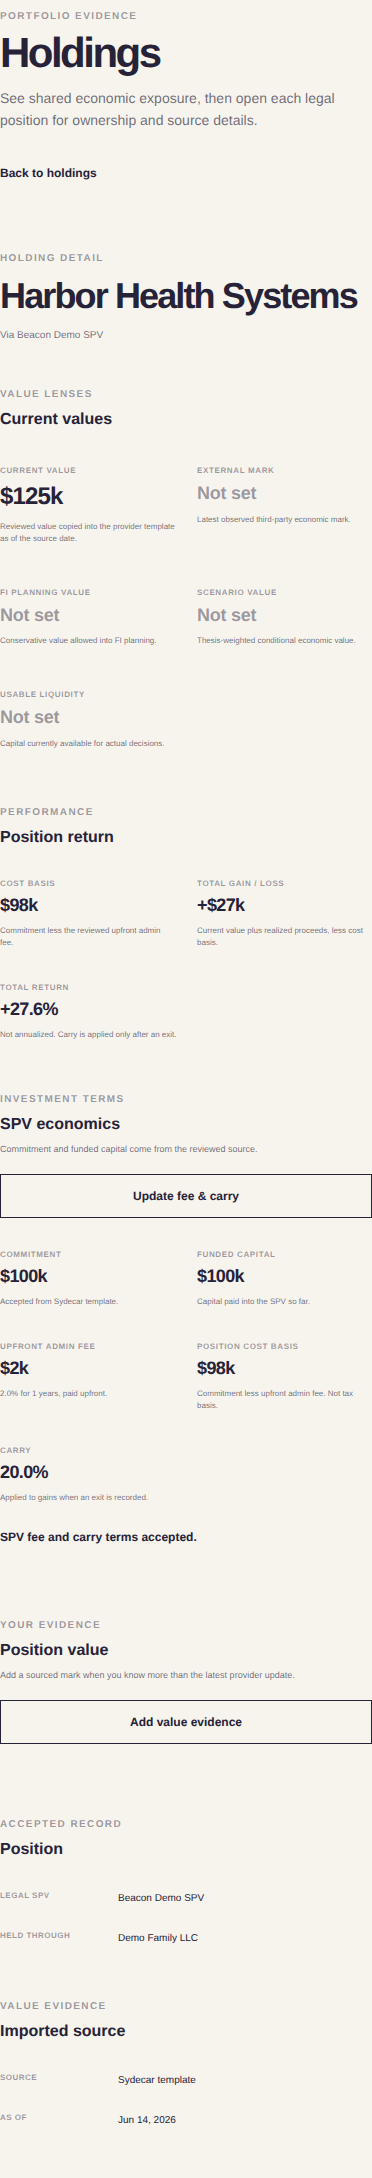 PORTFOLIO EVIDENCE
Holdings
See shared economic exposure, then open each legal
position for ownership and source details.
Back to holdings
HOLDING DETAIL
Harbor Health Systems
Via Beacon Demo SPV
VALUE LENSES
Current values
CURRENT VALUE
$125k
Reviewed value copied into the provider template
as of the source date.
EXTERNAL MARK
Not set
Latest observed third-party economic mark.
FI PLANNING VALUE
Not set
Conservative value allowed into FI planning.
SCENARIO VALUE
Not set
Thesis-weighted conditional economic value.
USABLE LIQUIDITY
Not set
Capital currently available for actual decisions.
PERFORMANCE
Position return
COST BASIS
$98k
Commitment less the reviewed upfront admin
fee.
TOTAL GAIN / LOSS
+$27k
Current value plus realized proceeds, less cost
basis.
TOTAL RETURN
+27.6%
Not annualized. Carry is applied only after an exit.
INVESTMENT TERMS
SPV economics
Commitment and funded capital come from the reviewed source.
Update fee & carry
COMMITMENT
$100k
Accepted from Sydecar template.
FUNDED CAPITAL
$100k
Capital paid into the SPV so far.
UPFRONT ADMIN FEE
$2k
2.0% for 1 years, paid upfront.
POSITION COST BASIS
$98k
Commitment less upfront admin fee. Not tax
basis.
CARRY
20.0%
Applied to gains when an exit is recorded.
SPV fee and carry terms accepted.
YOUR EVIDENCE
Position value
Add a sourced mark when you know more than the latest provider update.
Add value evidence
ACCEPTED RECORD
Position
LEGAL SPV
Beacon Demo SPV
HELD THROUGH
Demo Family LLC
VALUE EVIDENCE
Imported source
SOURCE
Sydecar template
AS OF
Jun 14, 2026